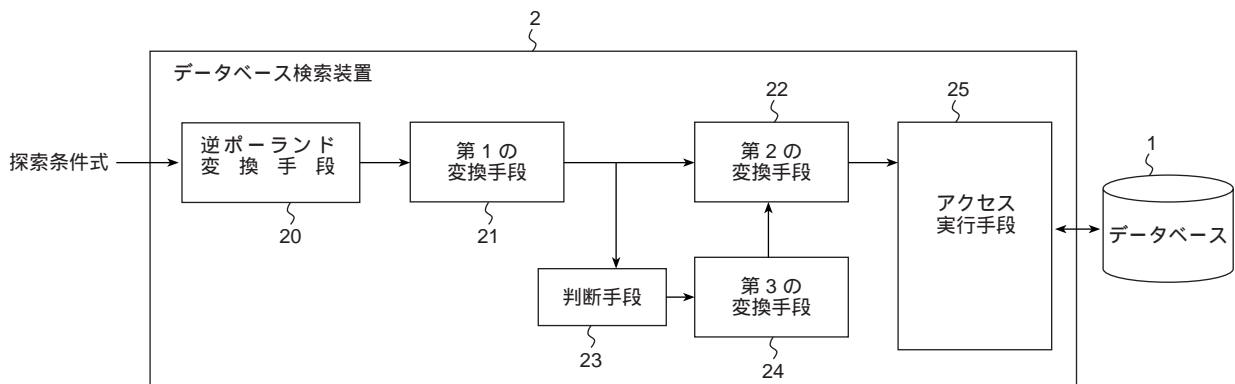 2
データベース検索装置
探索条件式
逆ポーランド
変換手段
20
第1の
変換手段
21
22
第2の
変換手段
判断手段
23
第3の
変換手段
24
25
アクセス
実行手段
1
データベース